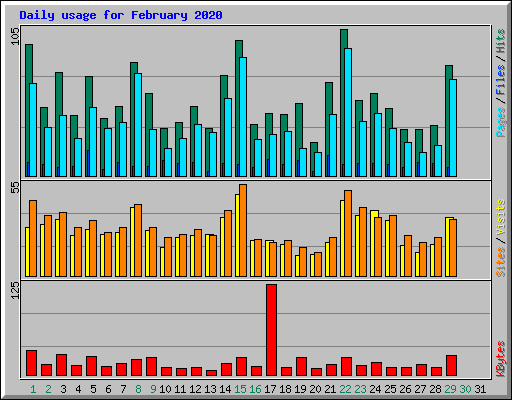 Daily usage for February 2020
105
Pages / Files / Hits
55
Sites / Visits
125
KBytes
1 2 3 4 5 6 7 8 9 10 11 12 13 14 15 16 17 18 19 20 21 22 23 24 25 26 27 28 29 30 31